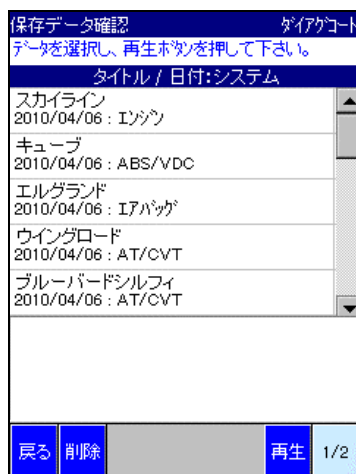 保存データ確認 ﾀﾞｲｱｸﾞｺｰﾄﾞ
ﾃﾞｰﾀを選択し、再生ﾎﾞﾀﾝを押して下さい。
タイトル / 日付:システム
スカイライン
2010/04/06 : ｴﾝｼﾞﾝ
キューブ
2010/04/06 : ABS/VDC
エルグランド
2010/04/06 : ｴｱﾊﾞｯｸﾞ
ウイングロード
2010/04/06 : AT/CVT
ブルーバードシルフィ
2010/04/06 : AT/CVT
戻る 削除 再生 1/2